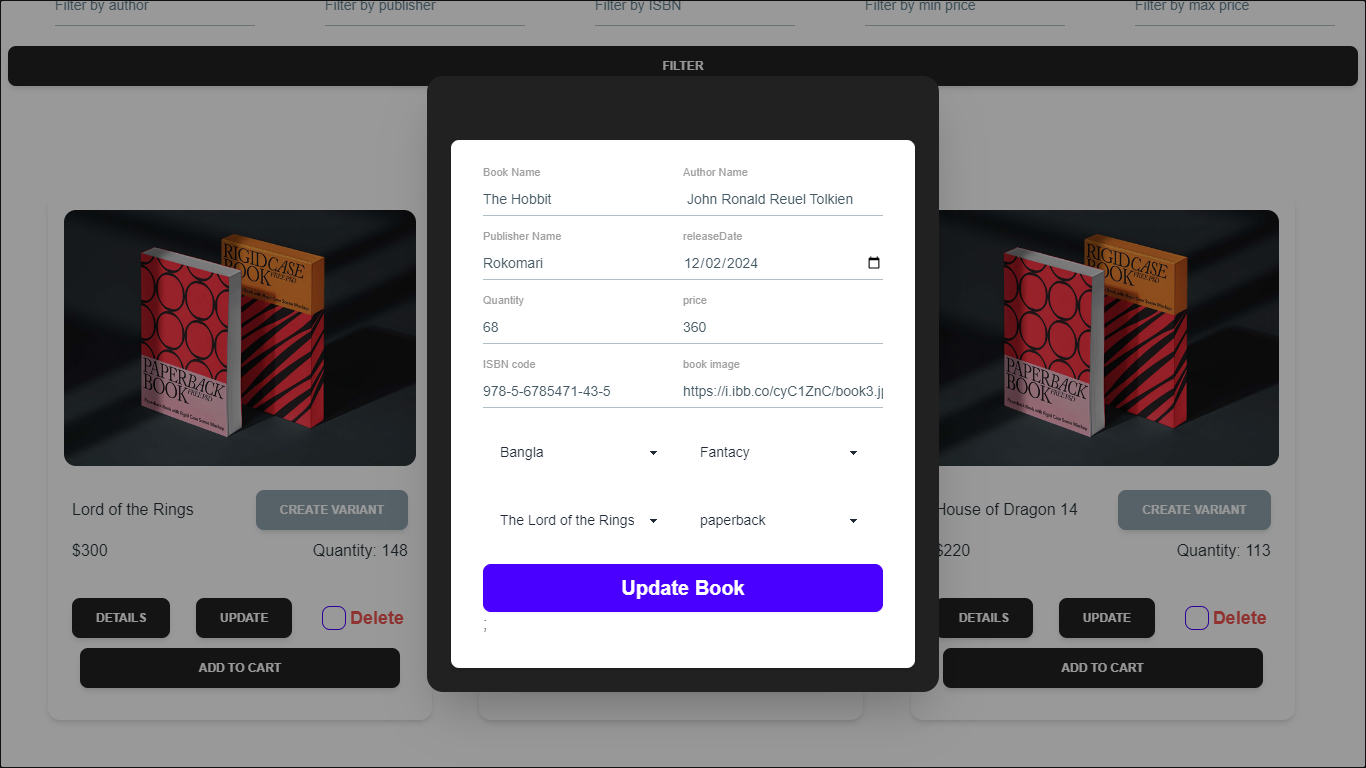 Filter by author Filter by publisher Filter by ISBN Filter by min price Filter by max price
FILTER
Book Name Author Name
The Hobbit John Ronald Reuel Tolkien
Publisher Name releaseDate
Rokomari 12/02/2024
Quantity price
68 360
ISBN code book image
978-5-6785471-43-5 https://i.ibb.co/cyC1ZnC/book3.j
Bangla Fantacy
The Lord of the Rings paperback
Update Book
;
RIGIDCASE
BOOK
FREE PSD
PAPERBACK
BOOK
FREE PSD
Lord of the Rings CREATE VARIANT
$300 Quantity: 148
DETAILS UPDATE Delete
ADD TO CART
RIGIDCASE
BOOK
FREE PSD
PAPERBACK
BOOK
FREE PSD
House of Dragon 14 CREATE VARIANT
$220 Quantity: 113
DETAILS UPDATE Delete
ADD TO CART